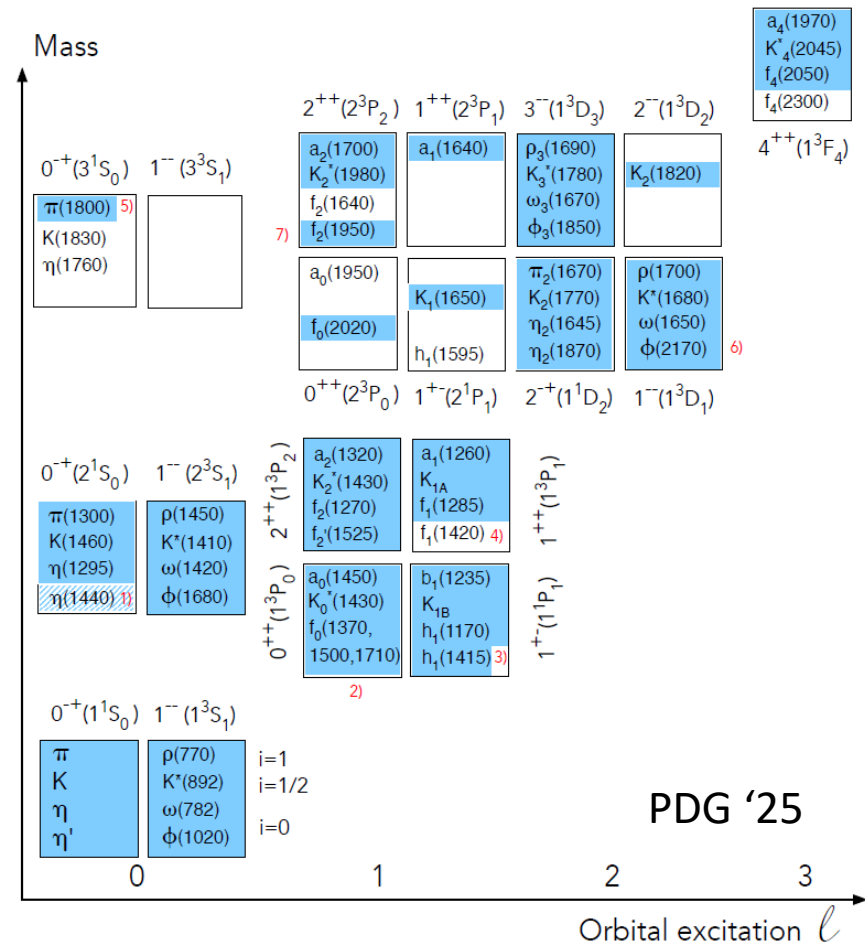 Mass
a₄(1970)
K*₄(2045)
f₄(2050)
f₄(2300)
4⁺⁺(1³F₄)
2⁺⁺(2³P₂) 1⁺⁺(2³P₁) 3⁻⁻(1³D₃) 2⁻⁻(1³D₂)
a₂(1700)
K₂*(1980)
f₂(1640)
7) f₂(1950)
a₁(1640)
ρ₃(1690)
K₃*(1780)
ω₃(1670)
ϕ₃(1850)
K₂(1820)
0⁻⁺(3¹S₀) 1⁻⁻(3³S₁)
π(1800) 5)
K(1830)
η(1760)
a₀(1950)
f₀(2020)
K₁(1650)
h₁(1595)
π₂(1670)
K₂(1770)
η₂(1645)
η₂(1870)
ρ(1700)
K*(1680)
ω(1650)
ϕ(2170) 6)
0⁺⁺(2³P₀) 1⁺⁻(2¹P₁) 2⁻⁺(1¹D₂) 1⁻⁻(1³D₁)
0⁻⁺(2¹S₀) 1⁻⁻(2³S₁)
π(1300)
K(1460)
η(1295)
η(1440) 1)
ρ(1450)
K*(1410)
ω(1420)
ϕ(1680)
2⁺⁺(1³P₂)
a₂(1320)
K₂*(1430)
f₂(1270)
f₂'(1525)
a₁(1260)
K₁A
f₁(1285)
f₁(1420) 4)
1⁺⁺(1³P₁)
0⁺⁺(1³P₀)
a₀(1450)
K₀*(1430)
f₀(1370,
1500,1710)
2)
b₁(1235)
K₁B
h₁(1170)
h₁(1415) 3)
1⁺⁻(1¹P₁)
0⁻⁺(1¹S₀) 1⁻⁻(1³S₁)
π
K
η
η'
ρ(770)
K*(892)
ω(782)
ϕ(1020)
i=1
i=1/2
i=0
PDG ‘25
0 1 2 3
Orbital excitation ℓ